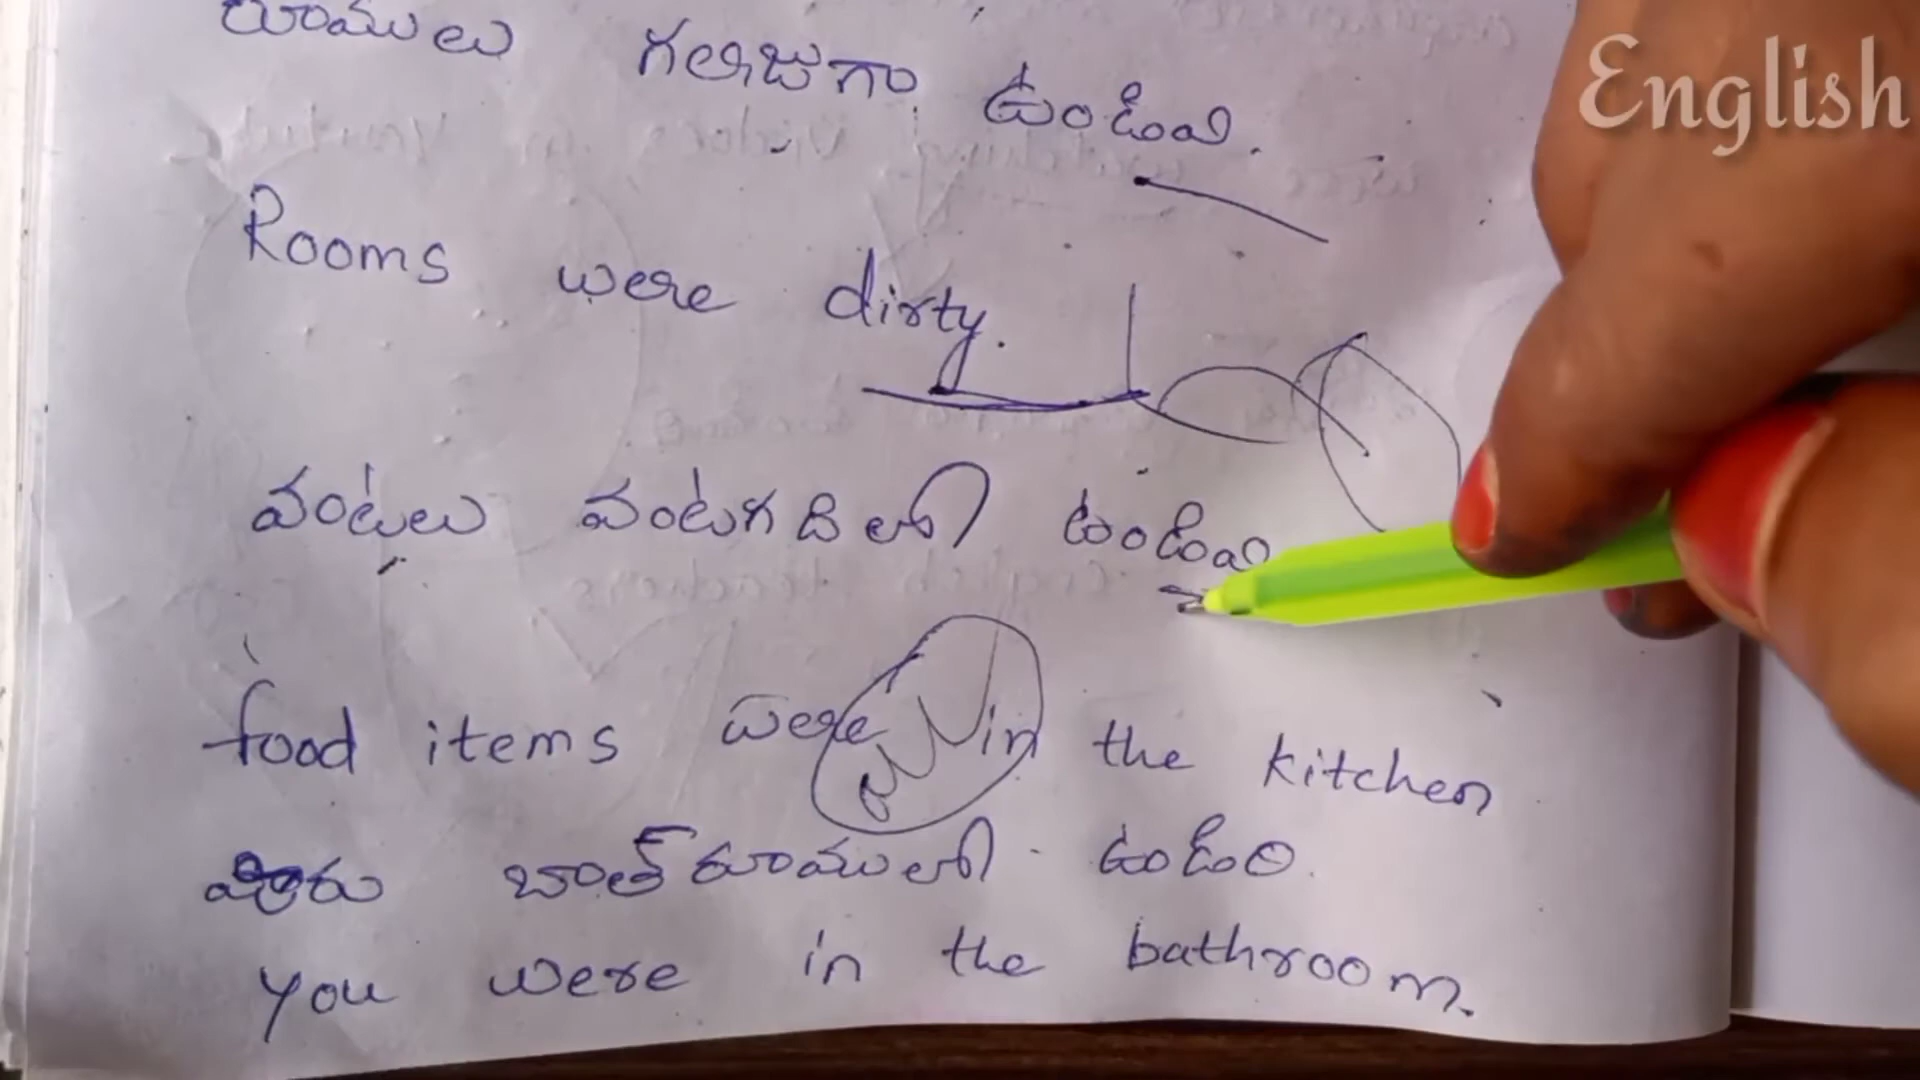 రూములు గలీజుగా ఉండేవి.
English
Rooms were dirty.
వంటలు వంటగదిలో ఉండేవి
food items were in the kitchen
బాత్రూములో ఉండిరి.
you were in the bathroom.